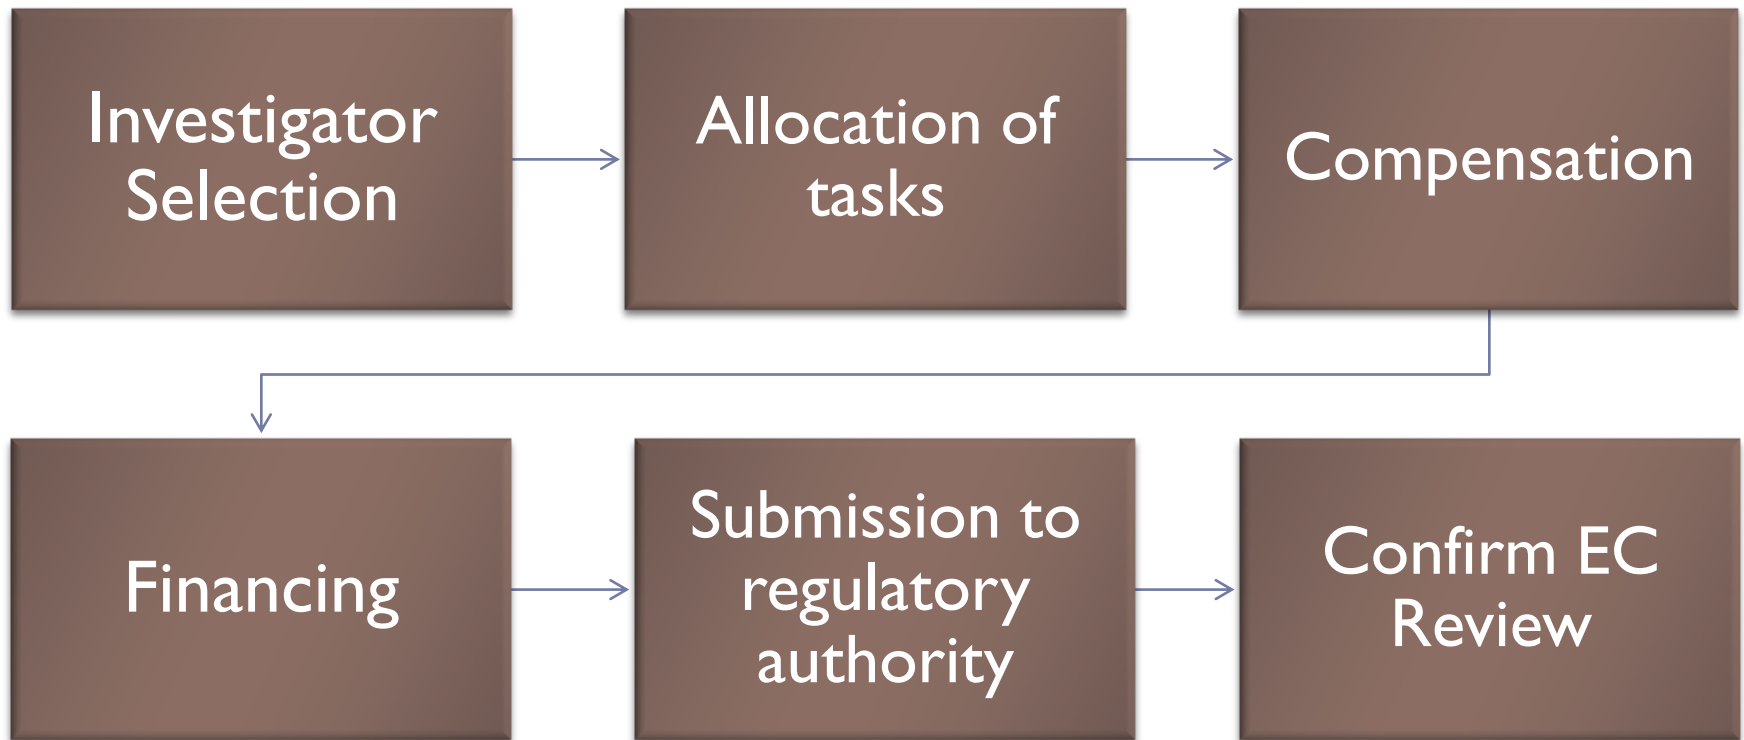 Investigator
Selection
Allocation of
tasks
Compensation
Financing
Submission to
regulatory
authority
Confirm EC
Review